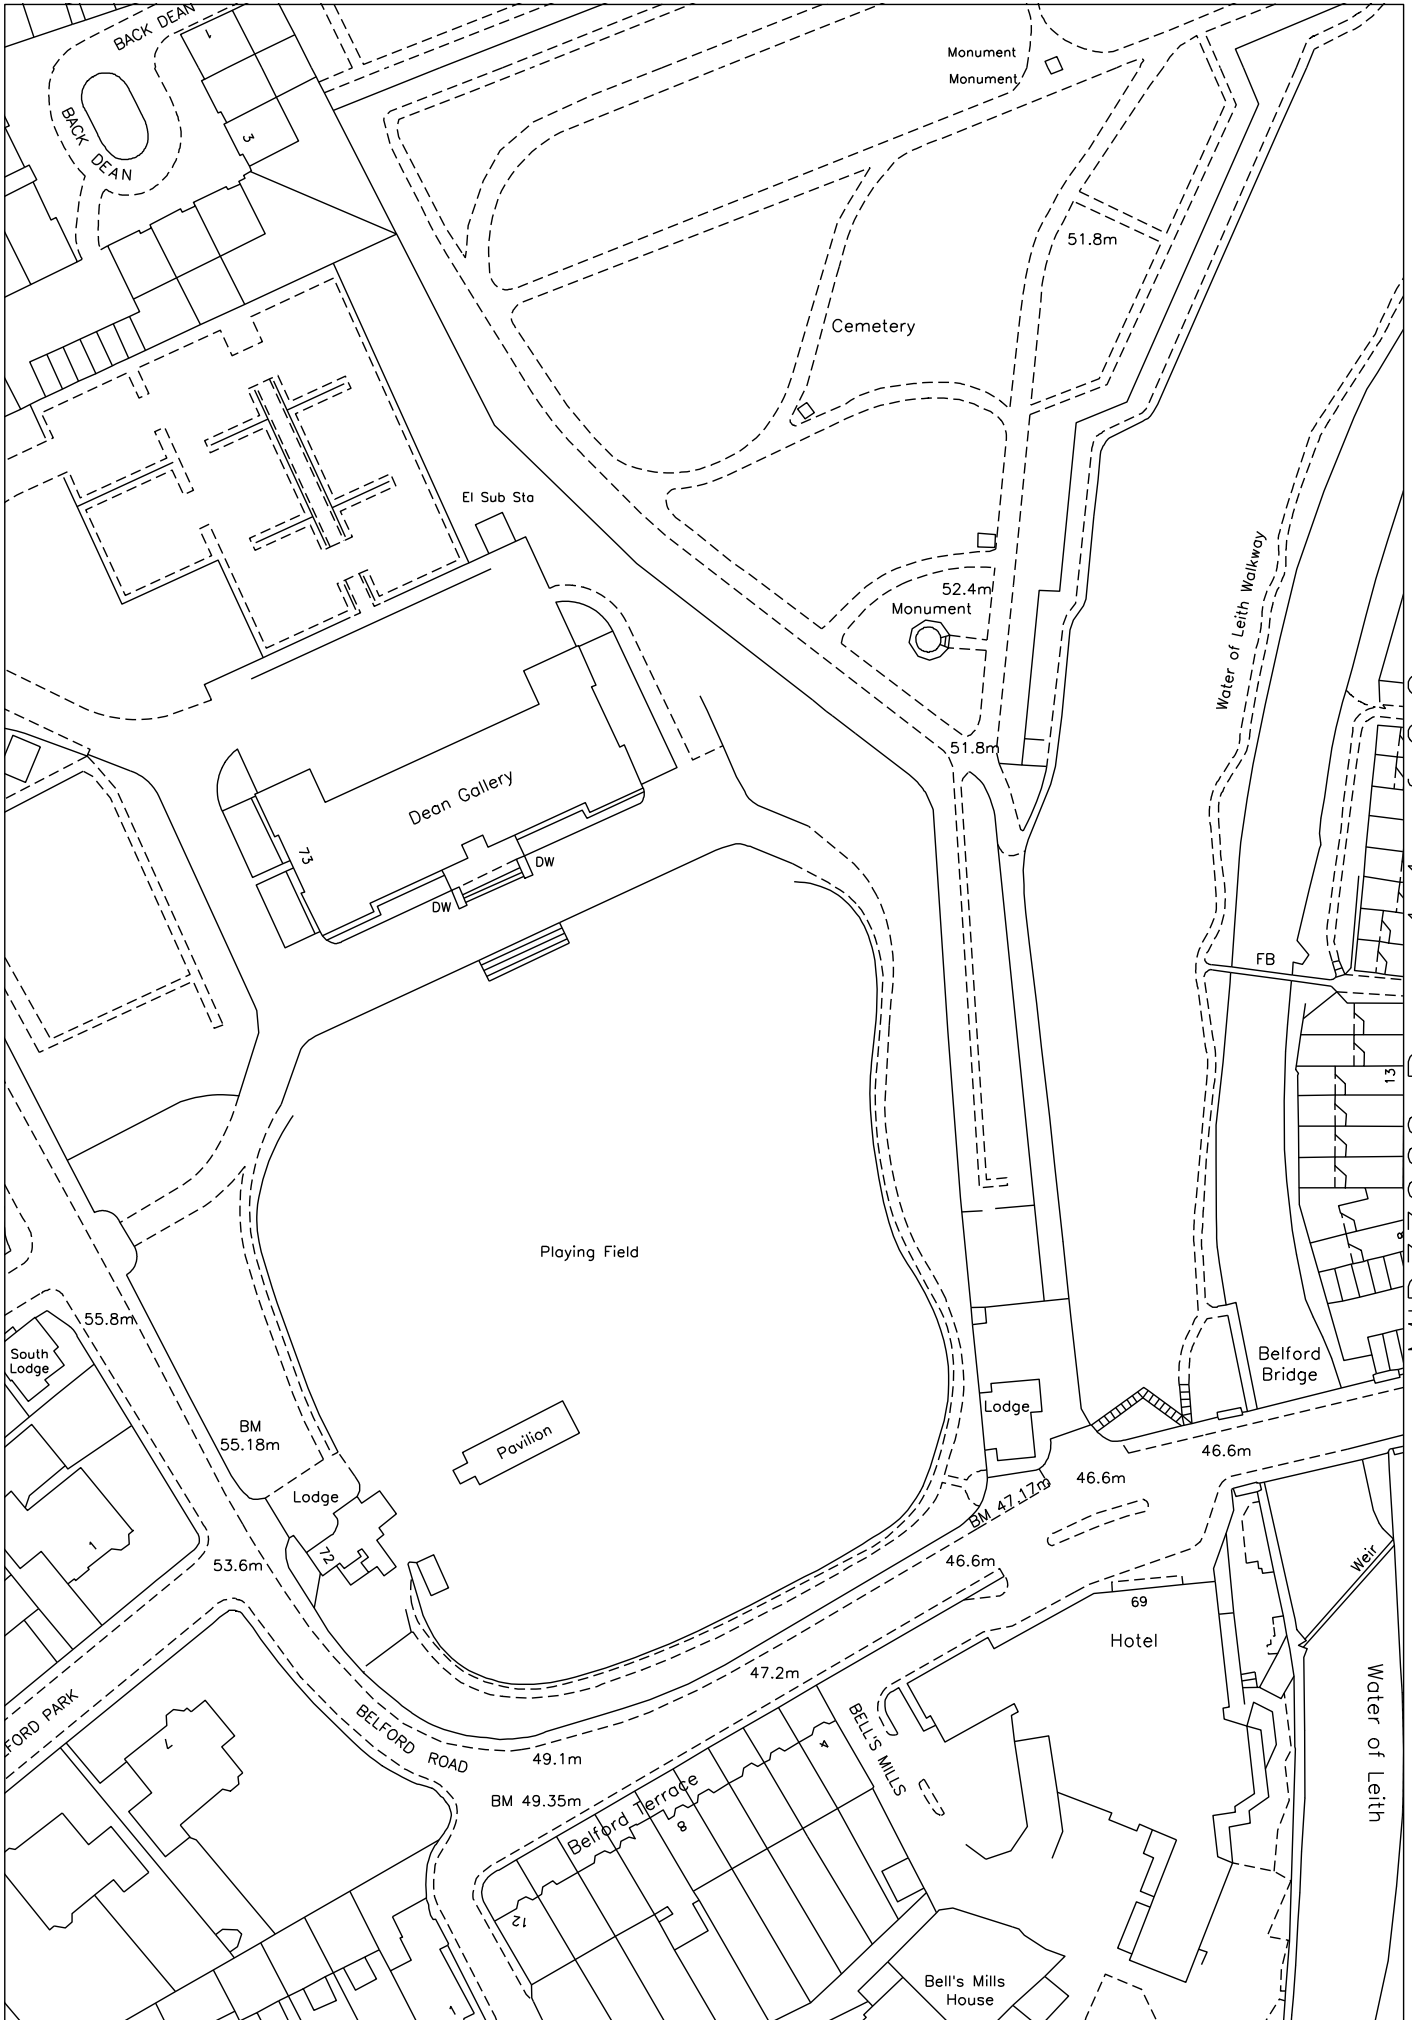 BACK DEAN
1
Monument
Monument
BACK DEAN
3
51.8m
Cemetery
El Sub Sta
Water of Leith Walkway
52.4m
Monument
51.8m
Dean Gallery
73
DW
DW
FB
13
Playing Field
55.8m
South
Lodge
Belford
Bridge
Lodge
BM
55.18m
Pavilion
46.6m
46.6m
Lodge
BM 47.17m
72
1
53.6m
46.6m
Weir
69
Hotel
47.2m
Water of Leith
FORD PARK
7
BELFORD ROAD
BELL'S MILLS
4
49.1m
BM 49.35m
Belford Terrace
8
12
1
Bell's Mills
House